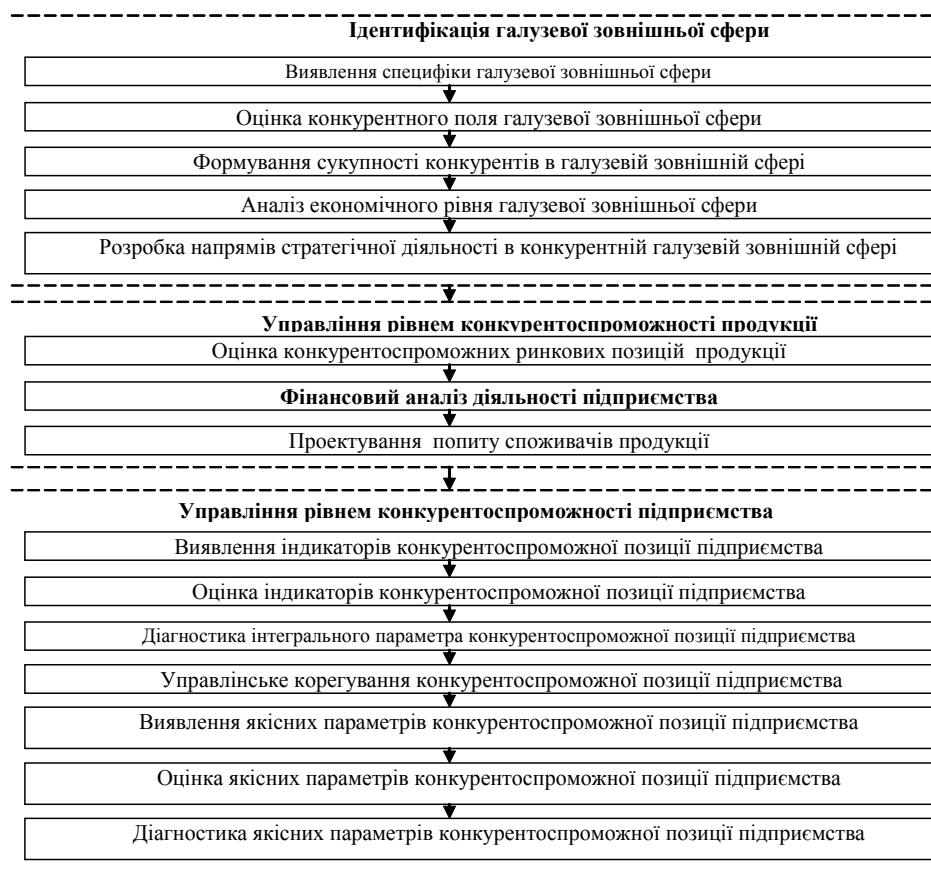 Ідентифікація галузевої зовнішньої сфери
Виявлення специфіки галузевої зовнішньої сфери
Оцінка конкурентного поля галузевої зовнішньої сфери
Формування сукупності конкурентів в галузевій зовнішній сфері
Аналіз економічного рівня галузевої зовнішньої сфери
Розробка напрямів стратегічної діяльності в конкурентній галузевій зовнішній сфері
Управління рівнем конкурентоспроможності продукції
Оцінка конкурентоспроможних ринкових позицій продукції
Фінансовий аналіз діяльності підприємства
Проектування попиту споживачів продукції
Управління рівнем конкурентоспроможності підприємства
Виявлення індикаторів конкурентоспроможної позиції підприємства
Оцінка індикаторів конкурентоспроможної позиції підприємства
Діагностика інтегрального параметра конкурентоспроможної позиції підприємства
Управлінське корегування конкурентоспроможної позиції підприємства
Виявлення якісних параметрів конкурентоспроможної позиції підприємства
Оцінка якісних параметрів конкурентоспроможної позиції підприємства
Діагностика якісних параметрів конкурентоспроможної позиції підприємства